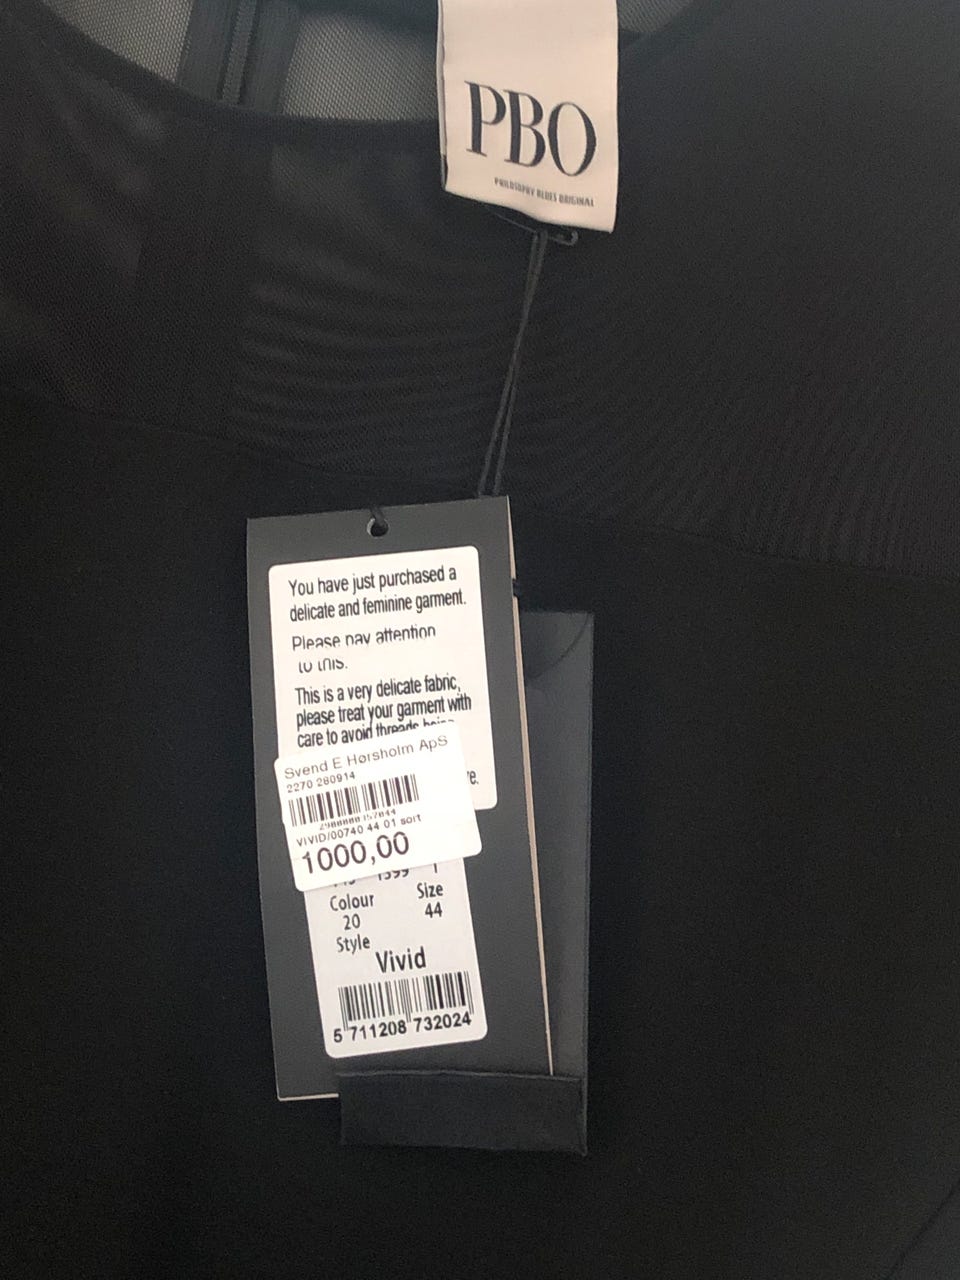 PBO
PHILOSOPHY BLUES ORIGINAL
You have just purchased a
delicate and feminine garment.
Please pay attention
to this.
This is a very delicate fabric,
please treat your garment with
care to avoid threads being
re.
Svend E Hørsholm ApS
2270 280914
VIVID/00740 44 01 sort
1000,00
1399
Colour
Size
20
44
Style
Vivid
5 711208 732024